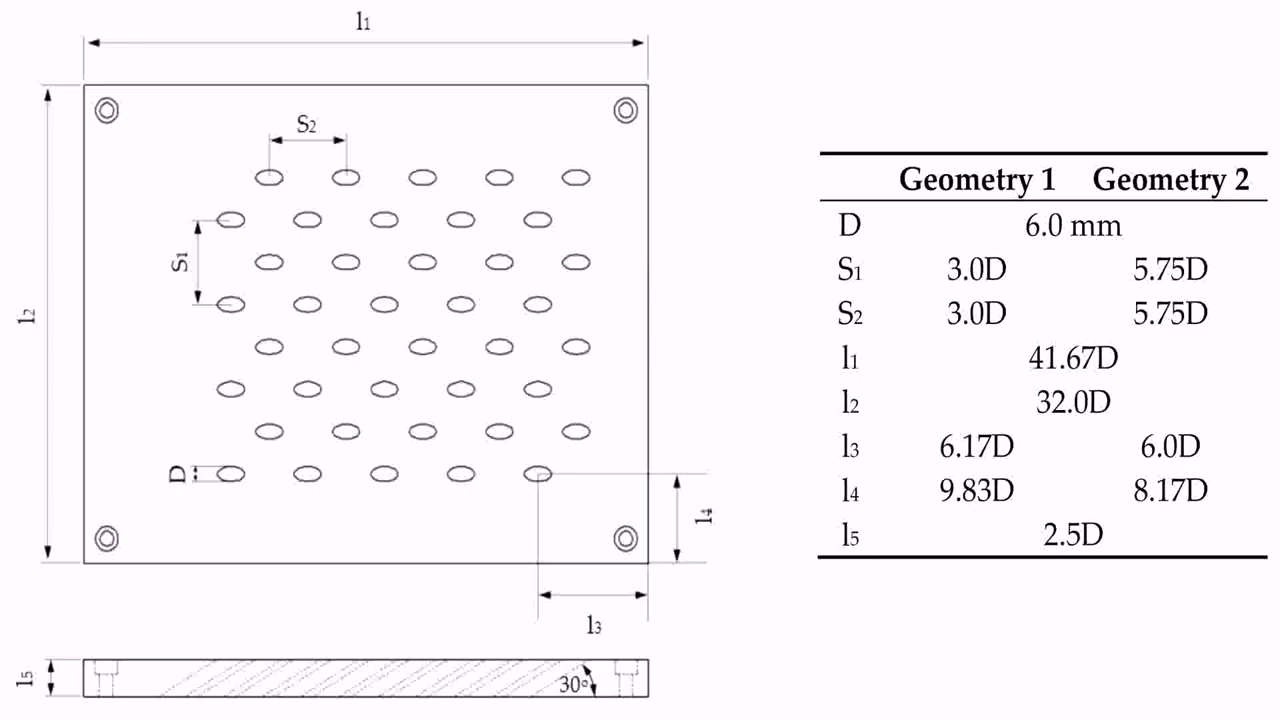 l1
S2
S1
l2
D
l4
l3
l5
30°
Geometry 1 Geometry 2
D 6.0 mm
S1 3.0D 5.75D
S2 3.0D 5.75D
l1 41.67D
l2 32.0D
l3 6.17D 6.0D
l4 9.83D 8.17D
l5 2.5D